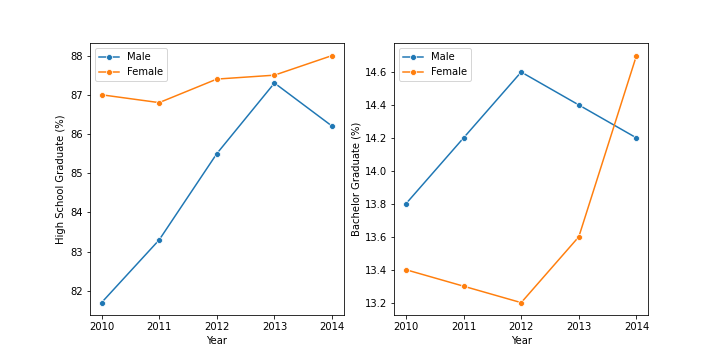 Male
Female
High School Graduate (%)
88
87
86
85
84
83
82
2010 2011 2012 2013 2014
Year
Male
Female
Bachelor Graduate (%)
14.6
14.4
14.2
14.0
13.8
13.6
13.4
13.2
2010 2011 2012 2013 2014
Year